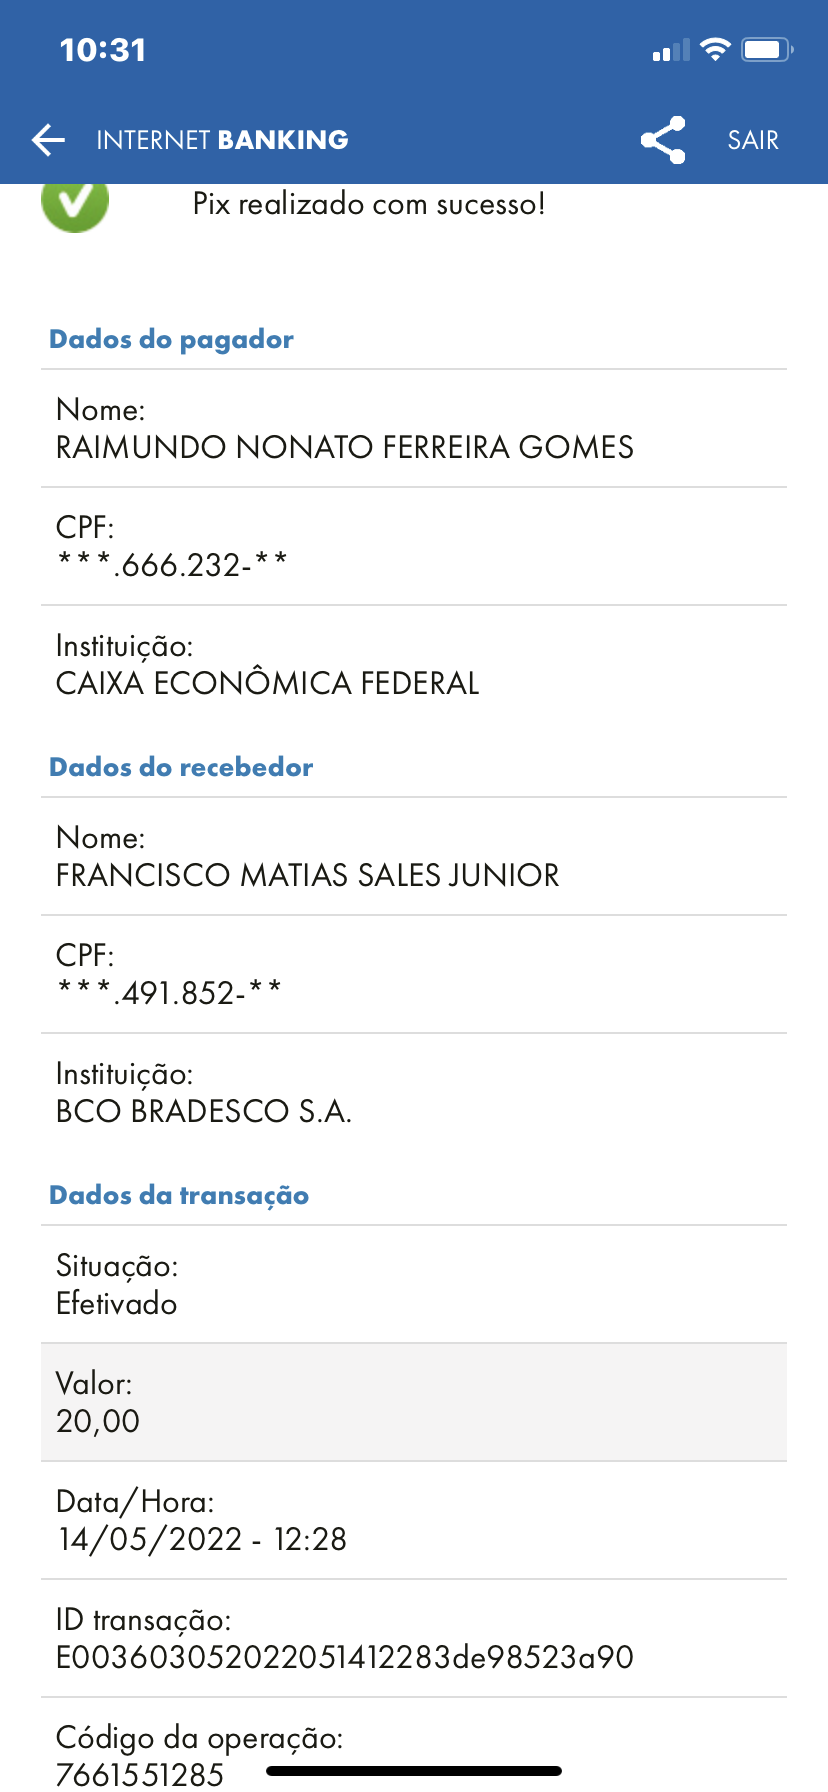 10:31
INTERNET BANKING
SAIR
Pix realizado com sucesso!
Dados do pagador
Nome:
RAIMUNDO NONATO FERREIRA GOMES
CPF:
***.666.232-**
Instituição:
CAIXA ECONÔMICA FEDERAL
Dados do recebedor
Nome:
FRANCISCO MATIAS SALES JUNIOR
CPF:
***.491.852-**
Instituição:
BCO BRADESCO S.A.
Dados da transação
Situação:
Efetivado
Valor:
20,00
Data/Hora:
14/05/2022 - 12:28
ID transação:
E003603052022051412283de98523a90
Código da operação:
7661551285